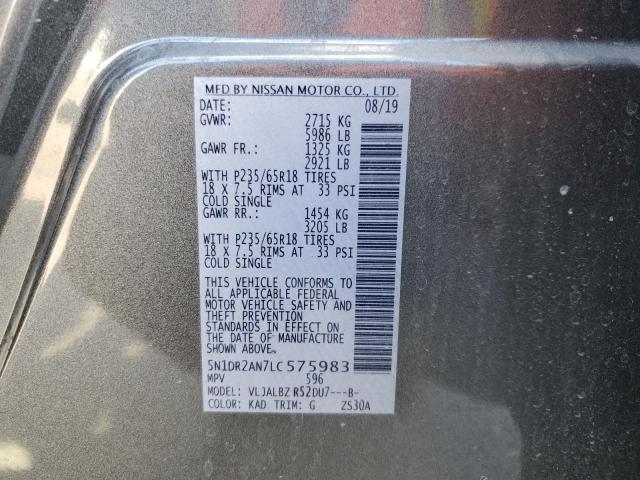 MFD BY NISSAN MOTOR CO., LTD.
DATE: 08/19
GVWR: 2715 KG
5986 LB
GAWR FR.: 1325 KG
2921 LB
WITH P235/65R18 TIRES
18 X 7.5 RIMS AT 33 PSI
COLD SINGLE
GAWR RR.: 1454 KG
3205 LB
WITH P235/65R18 TIRES
18 X 7.5 RIMS AT 33 PSI
COLD SINGLE
THIS VEHICLE CONFORMS TO
ALL APPLICABLE FEDERAL
MOTOR VEHICLE SAFETY AND
THEFT PREVENTION
STANDARDS IN EFFECT ON
THE DATE OF MANUFACTURE
SHOWN ABOVE.
5N1DR2AN7LC575983
MPV 596
MODEL: VLJALBZ R52DU7---B-
COLOR: KAD TRIM: G ZS30A